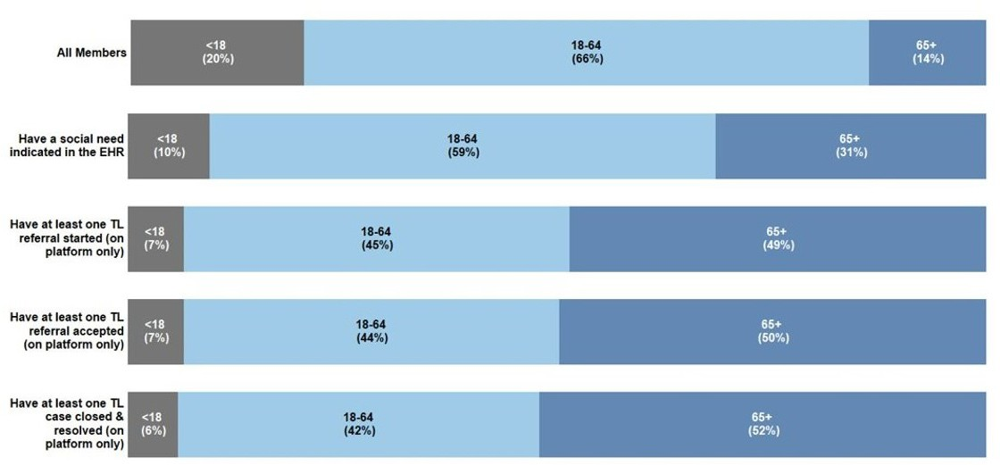 All Members
<18
(20%)
18-64
(66%)
65+
(14%)
Have a social need
indicated in the EHR
<18
(10%)
18-64
(59%)
65+
(31%)
Have at least one TL
referral started (on
platform only)
<18
(7%)
18-64
(45%)
65+
(49%)
Have at least one TL
referral accepted
(on platform only)
<18
(7%)
18-64
(44%)
65+
(50%)
Have at least one TL
case closed &
resolved (on
platform only)
<18
(6%)
18-64
(42%)
65+
(52%)